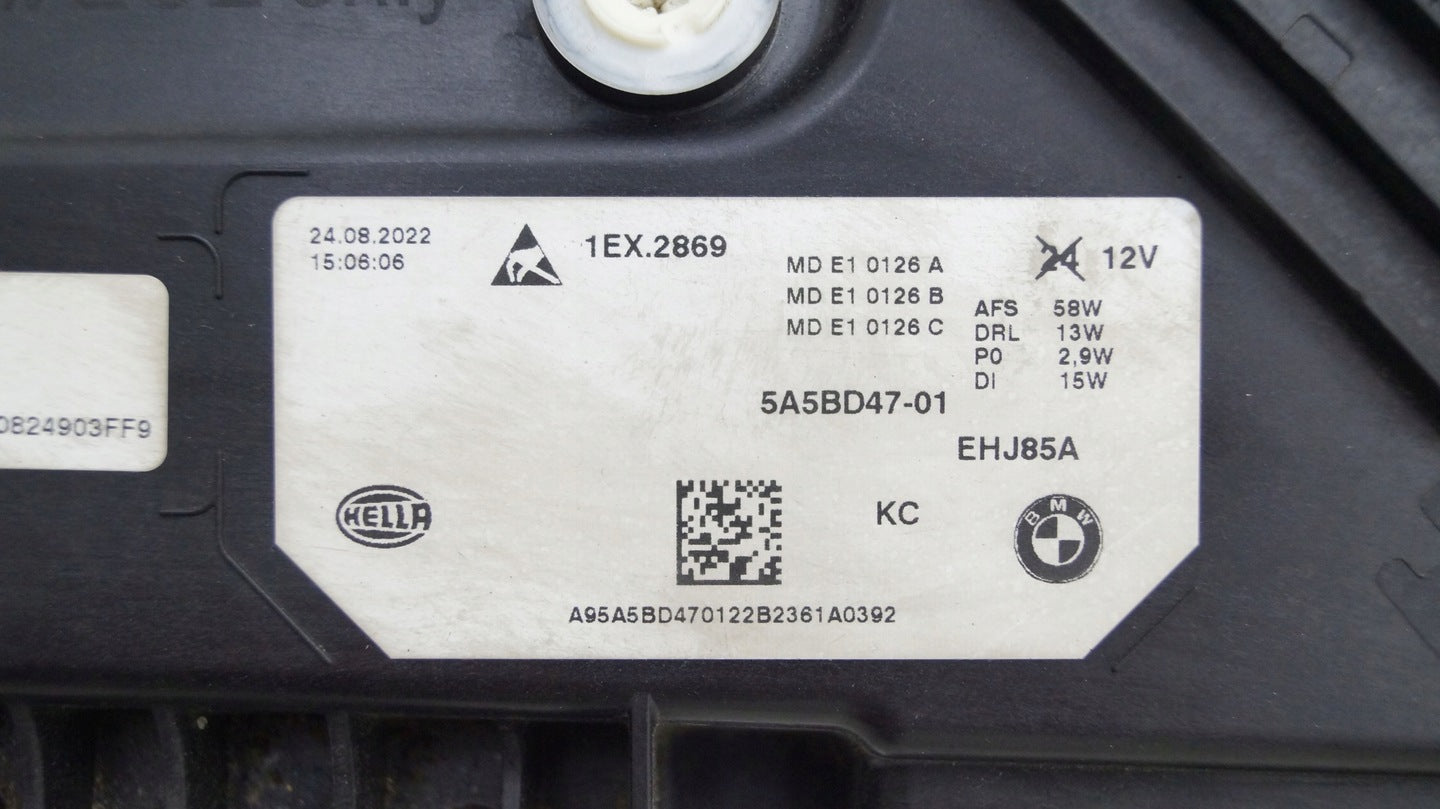 24.08.2022
15:06:06
1EX.2869
MD E1 0126 A
MD E1 0126 B
MD E1 0126 C
24 12V
AFS 58W
DRL 13W
P0 2,9W
DI 15W
5A5BD47-01
EHJ85A
0824903FF9
HELLA
KC
BMW
A95A5BD470122B2361A0392